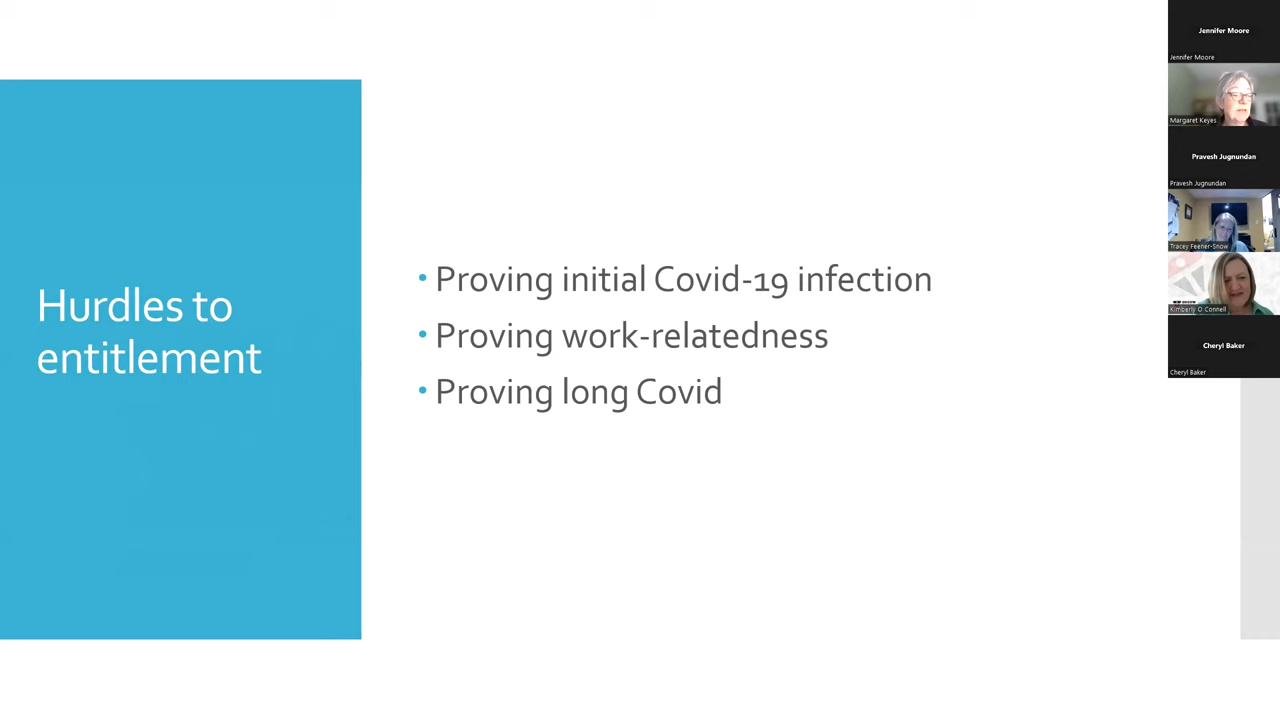 Hurdles to
entitlement
• Proving initial Covid-19 infection
• Proving work-relatedness
• Proving long Covid
Jennifer Moore
Jennifer Moore
Margaret Keyes
Pravesh Jugnundan
Pravesh Jugnundan
Tracey Feener-Snow
Kimberly O Connell
Cheryl Baker
Cheryl Baker